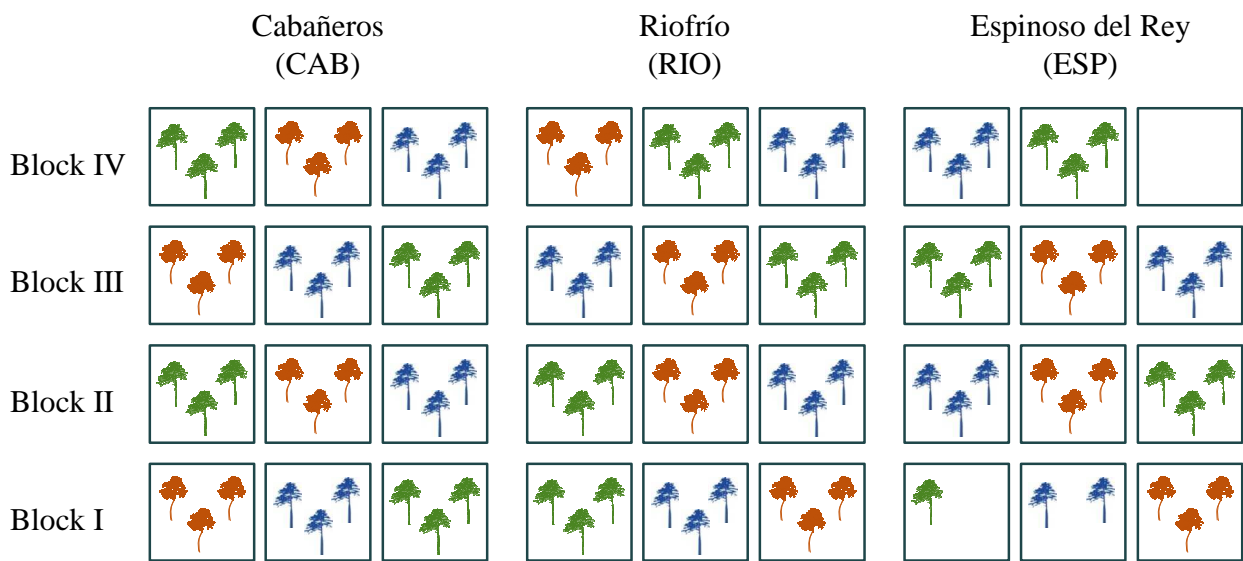 Cabañeros
(CAB)
Riofrío
(RIO)
Espinoso del Rey
(ESP)
Block IV
Block III
Block II
Block I